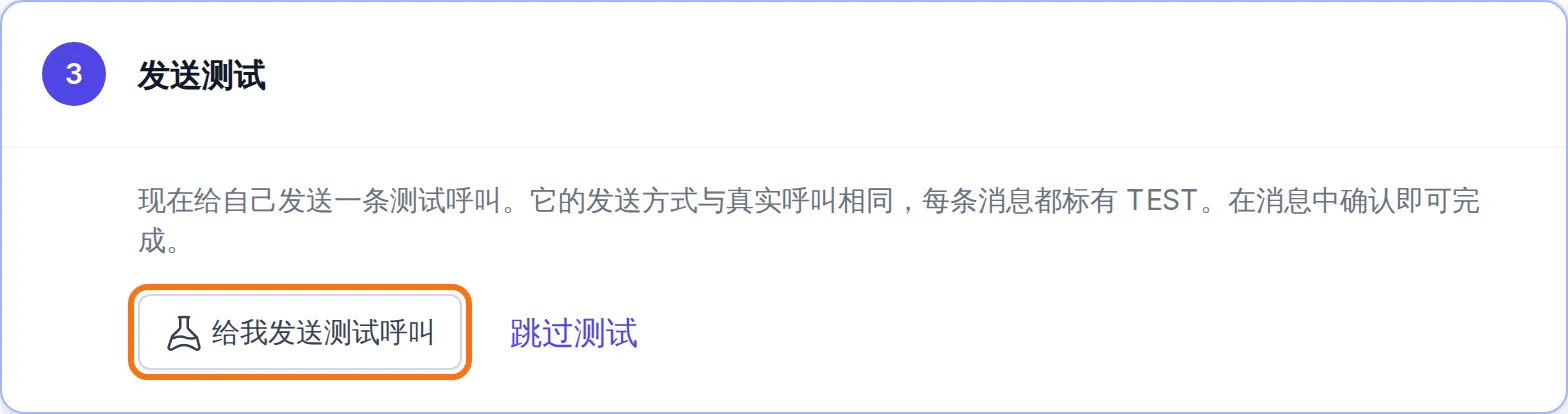 3
发送测试
现在给自己发送一条测试呼叫。它的发送方式与真实呼叫相同，每条消息都标有 TEST。在消息中确认即可完
成。
给我发送测试呼叫
跳过测试